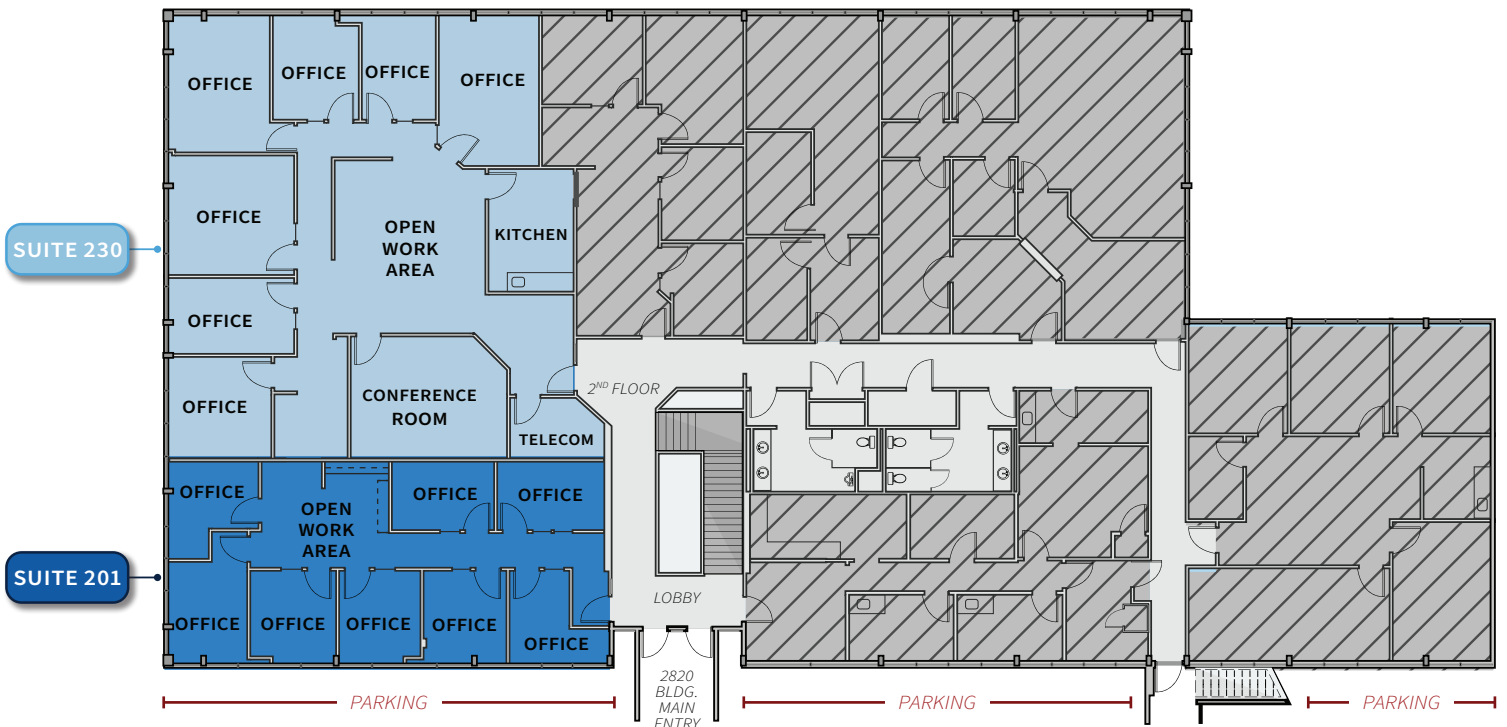 OFFICE
OFFICE
OFFICE
OFFICE
OFFICE
SUITE 230
OPEN
WORK
AREA
KITCHEN
OFFICE
OFFICE
CONFERENCE
ROOM
2ND FLOOR
TELECOM
OFFICE
OFFICE
OFFICE
OPEN
WORK
AREA
SUITE 201
LOBBY
OFFICE
OFFICE
OFFICE
OFFICE
OFFICE
2820
BLDG.
MAIN
ENTRY
PARKING
PARKING
PARKING